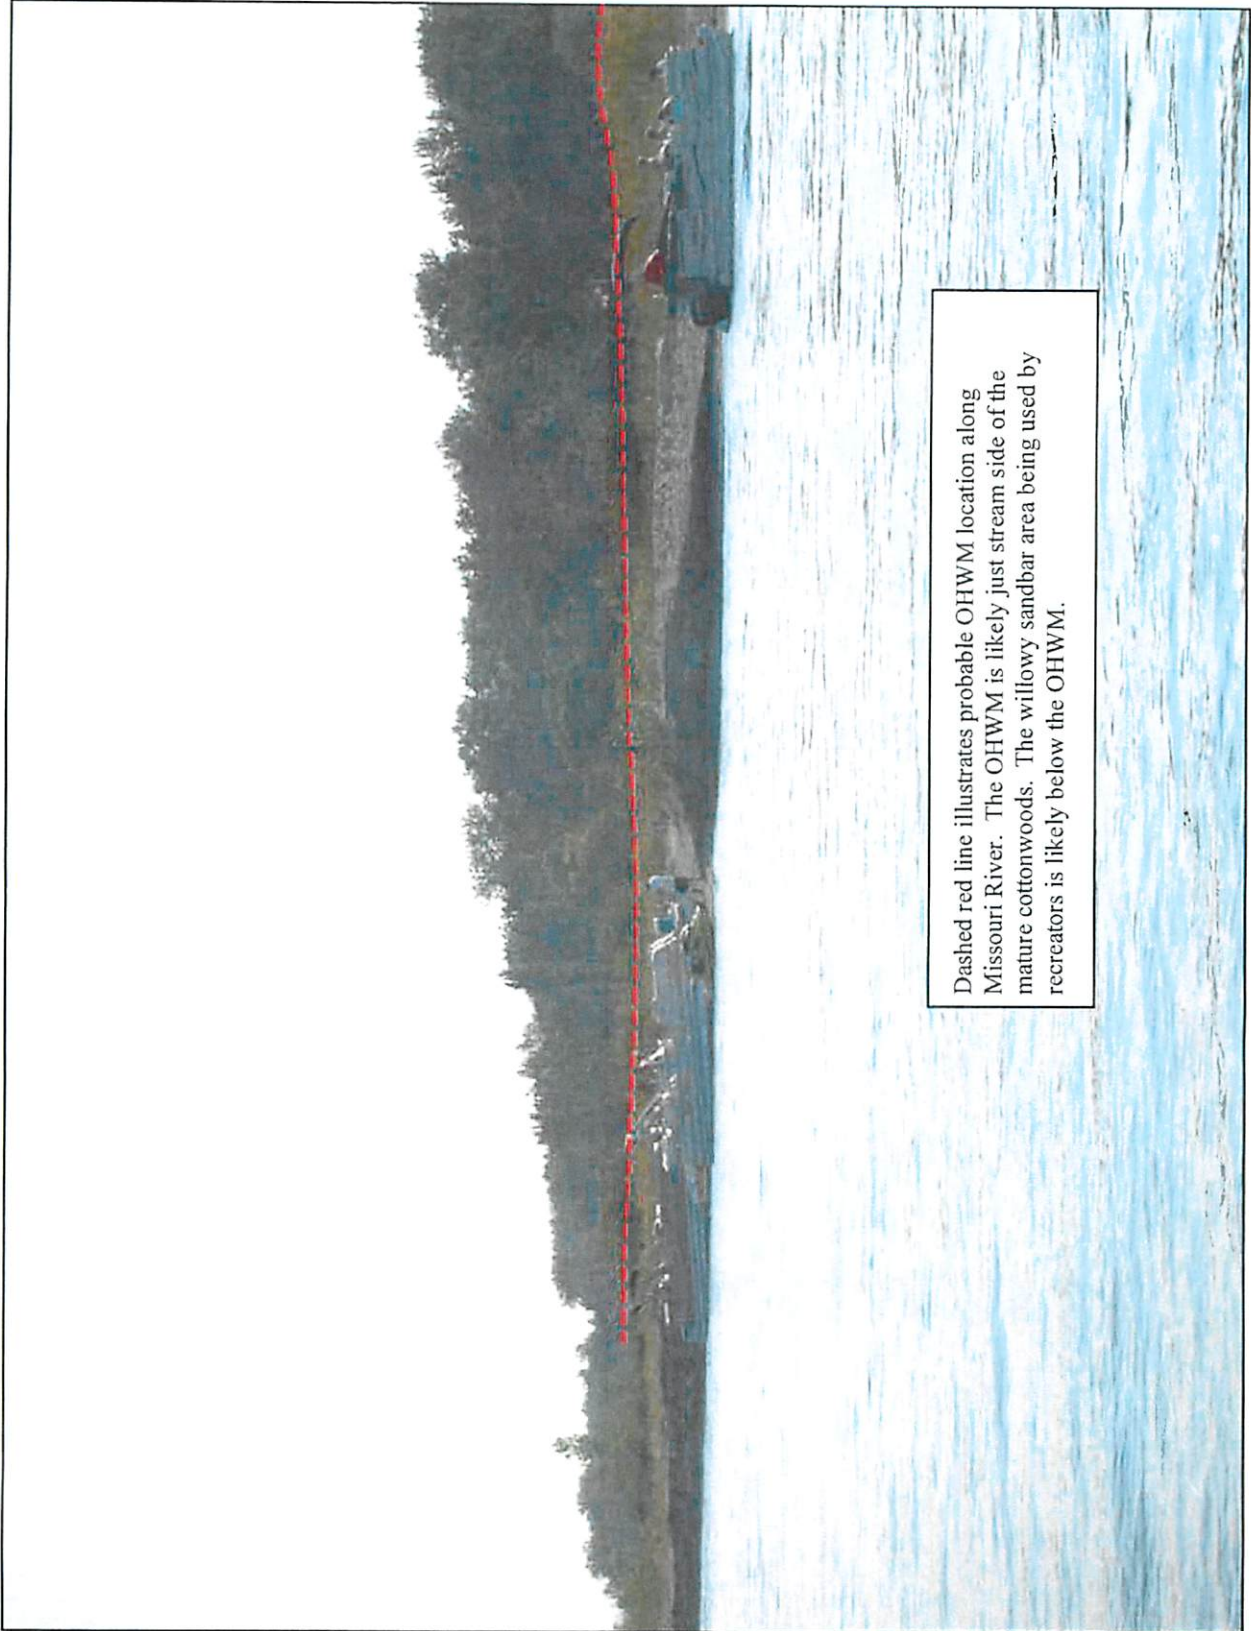 Dashed red line illustrates probable OHWM location along
Missouri River.  The OHWM is likely just stream side of the
mature cottonwoods.  The willowy sandbar area being used by
recreators is likely below the OHWM.